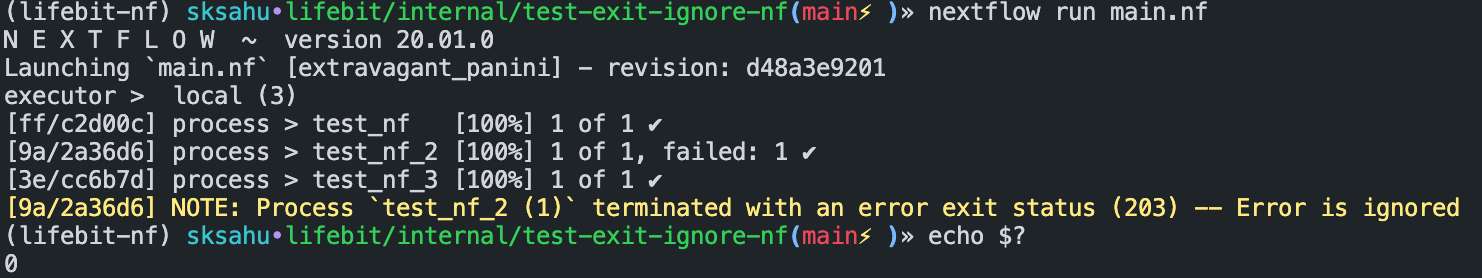 (lifebit-nf) sksahu•lifebit/internal/test-exit-ignore-nf(main⚡ )» nextflow run main.nf
N E X T F L O W  ~  version 20.01.0
Launching `main.nf` [extravagant_panini] - revision: d48a3e9201
executor >  local (3)
[ff/c2d00c] process > test_nf   [100%] 1 of 1 ✔
[9a/2a36d6] process > test_nf_2 [100%] 1 of 1, failed: 1 ✔
[3e/cc6b7d] process > test_nf_3 [100%] 1 of 1 ✔
[9a/2a36d6] NOTE: Process `test_nf_2 (1)` terminated with an error exit status (203) -- Error is ignored
(lifebit-nf) sksahu•lifebit/internal/test-exit-ignore-nf(main⚡ )» echo $?
0